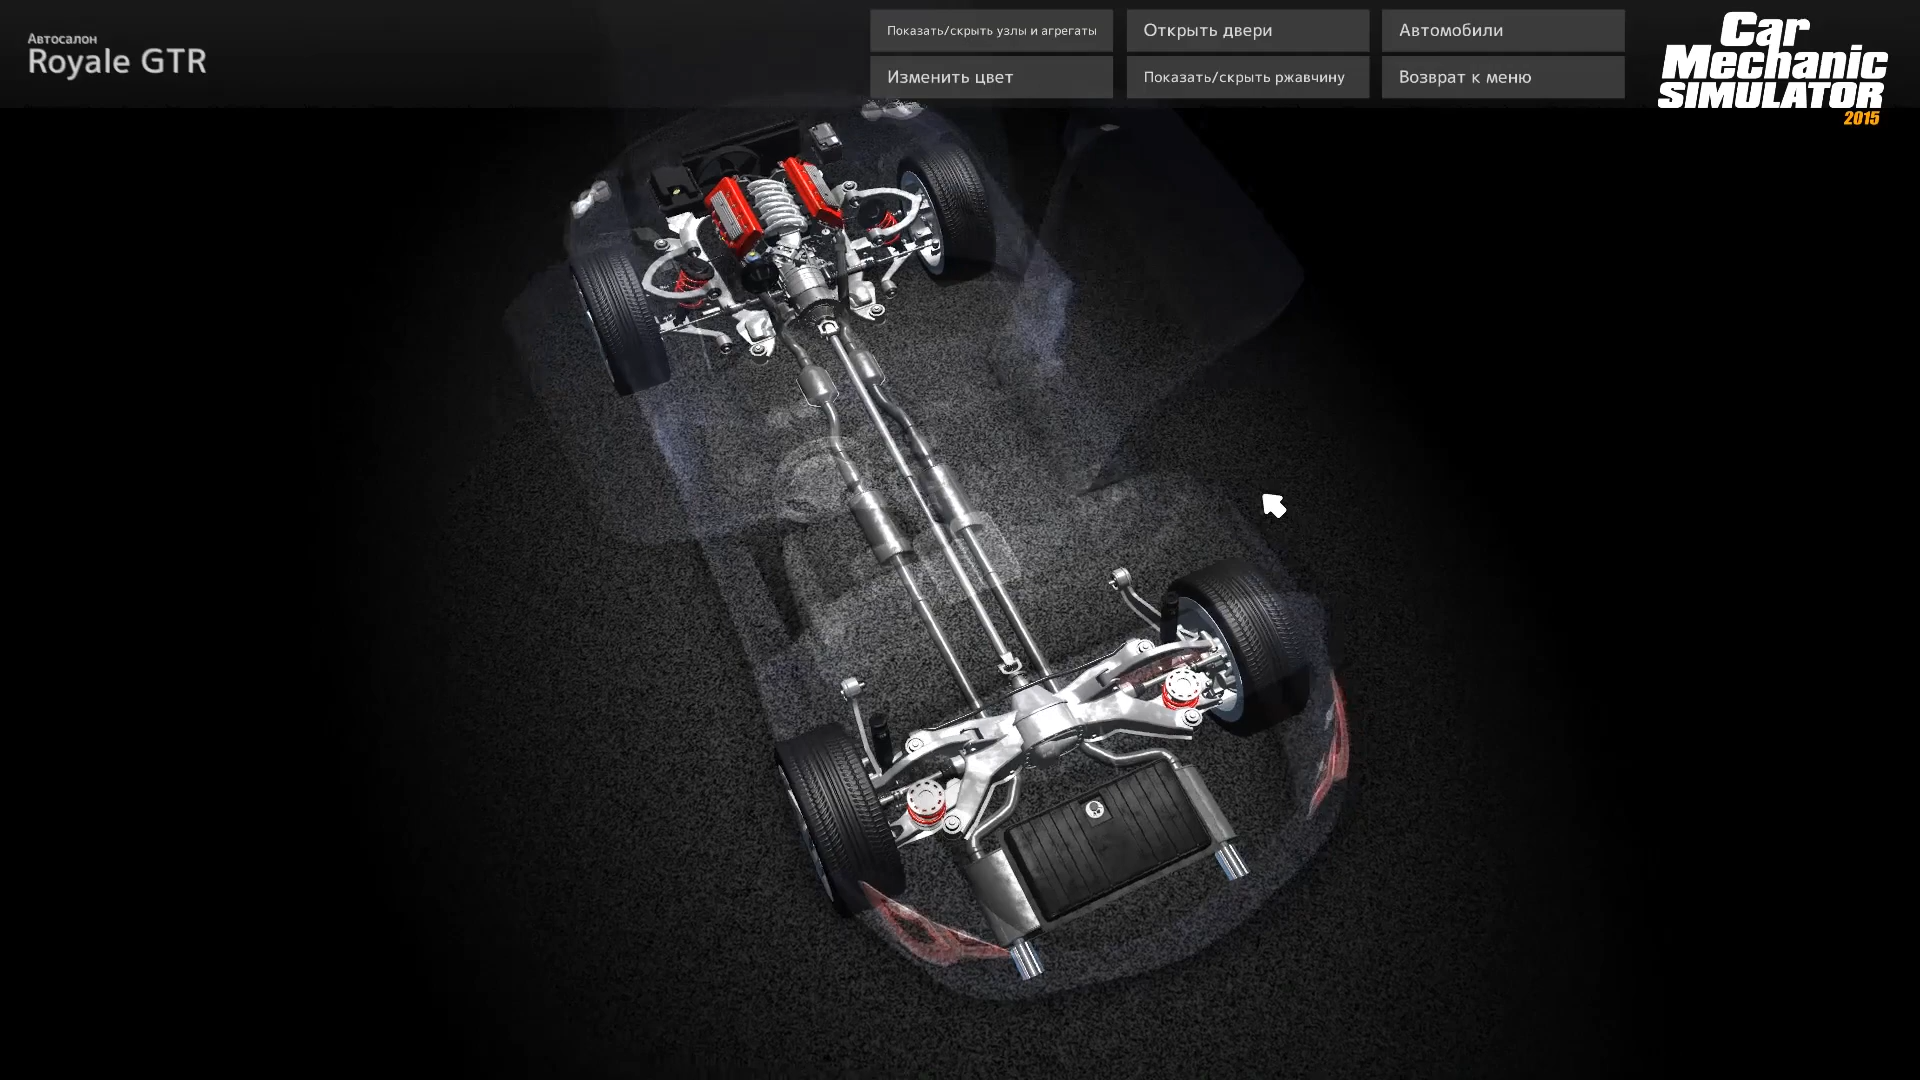 Автосалон
Royale GTR
Показать/скрыть узлы и агрегаты
Открыть двери
Автомобили
Изменить цвет
Показать/скрыть ржавчину
Возврат к меню
Car
Mechanic
SIMULATOR
2015